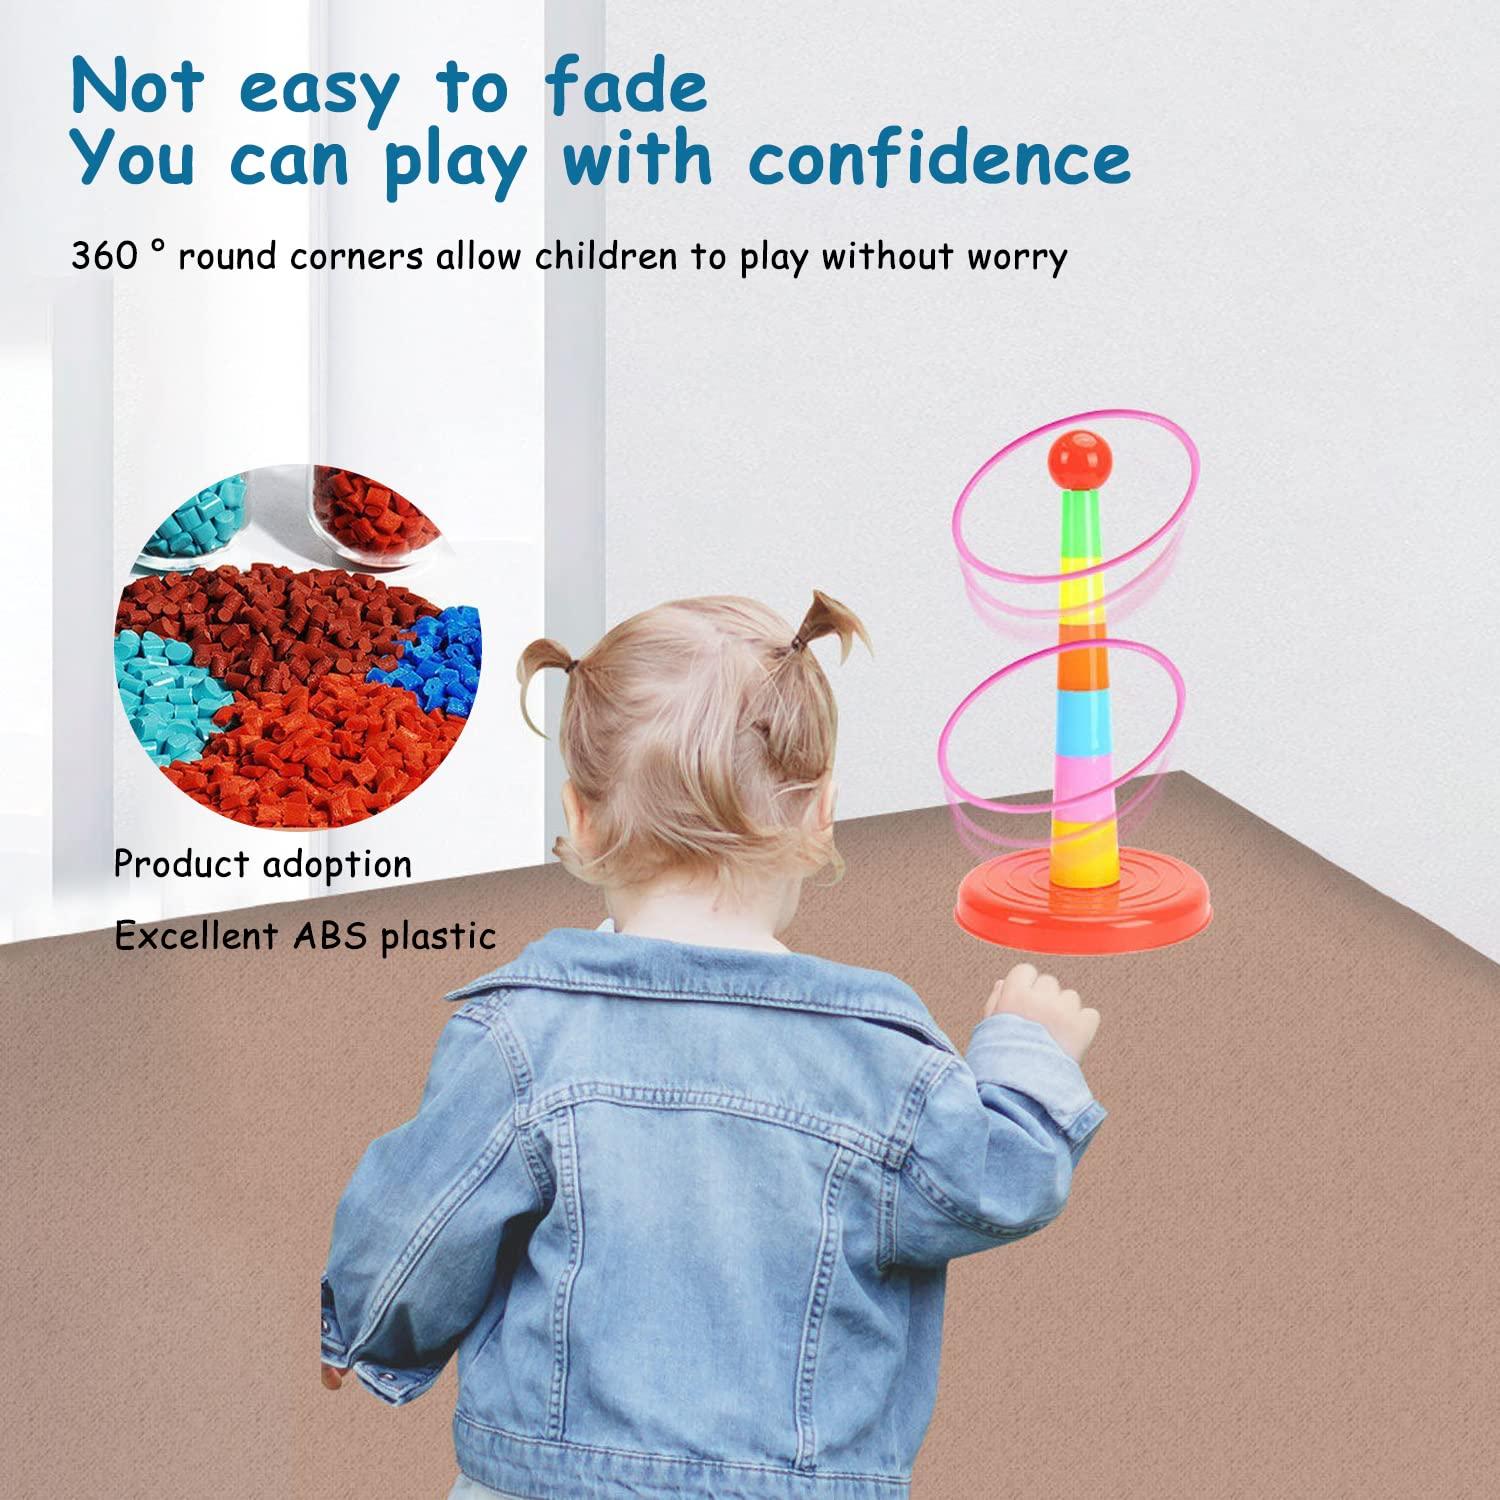 Not easy to fade
You can play with confidence
360 ° round corners allow children to play without worry
Product adoption
Excellent ABS plastic